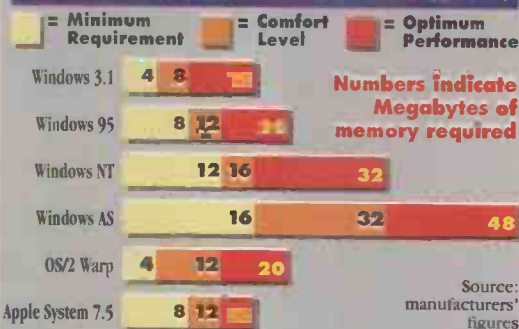 = Minimum Requirement
= Comfort Level
= Optimum Performance
Numbers indicate
Megabytes of
memory required
Windows 3.1 4 8
Windows 95 8 12
Windows NT 12 16 32
Windows AS 16 32 48
OS/2 Warp 4 12 20
Apple System 7.5 8 12
Source:
manufacturers'
figures